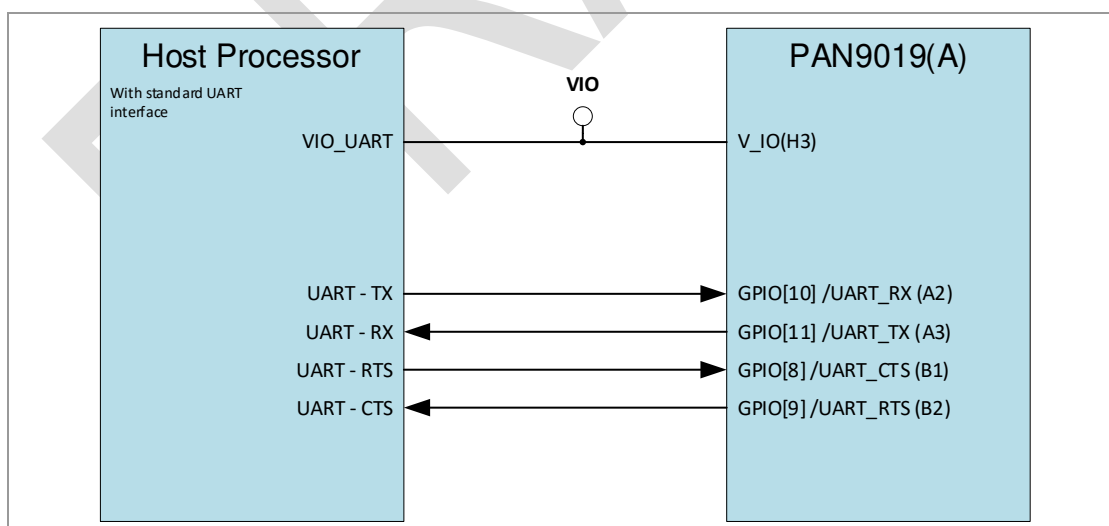 Host Processor
With standard UART
interface
VIO_UART
UART - TX
UART - RX
UART - RTS
UART - CTS
VIO
PAN9019(A)
V_IO(H3)
GPIO[10] /UART_RX (A2)
GPIO[11] /UART_TX (A3)
GPIO[8] /UART_CTS (B1)
GPIO[9] /UART_RTS (B2)